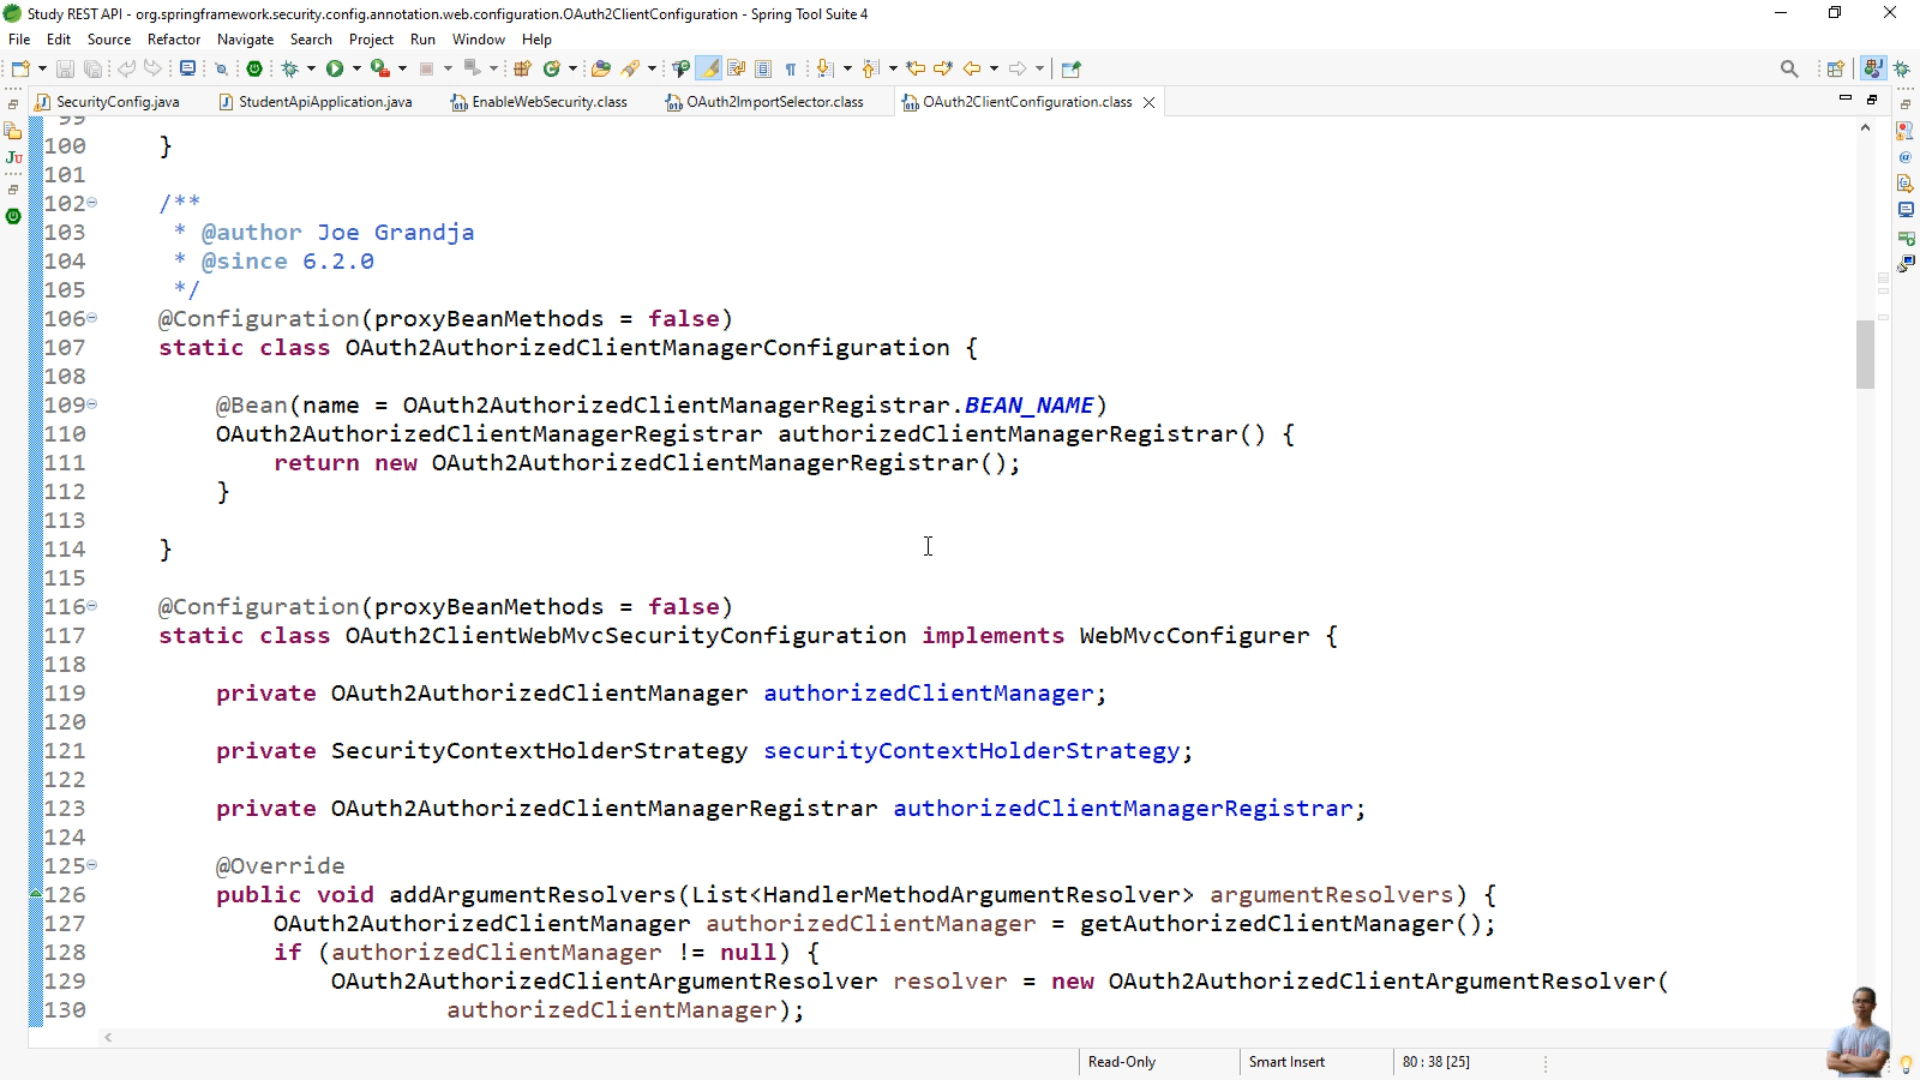 Study REST API - org.springframework.security.config.annotation.web.configuration.OAuth2ClientConfiguration - Spring Tool Suite 4
File Edit Source Refactor Navigate Search Project Run Window Help
SecurityConfig.java StudentApiApplication.java EnableWebSecurity.class OAuth2ImportSelector.class OAuth2ClientConfiguration.class
99
100 }
101
102 /**
103 * @author Joe Grandja
104 * @since 6.2.0
105 */
106 @Configuration(proxyBeanMethods = false)
107 static class OAuth2AuthorizedClientManagerConfiguration {
108
109 @Bean(name = OAuth2AuthorizedClientManagerRegistrar.BEAN_NAME)
110 OAuth2AuthorizedClientManagerRegistrar authorizedClientManagerRegistrar() {
111 return new OAuth2AuthorizedClientManagerRegistrar();
112 }
113
114 }
115
116 @Configuration(proxyBeanMethods = false)
117 static class OAuth2ClientWebMvcSecurityConfiguration implements WebMvcConfigurer {
118
119 private OAuth2AuthorizedClientManager authorizedClientManager;
120
121 private SecurityContextHolderStrategy securityContextHolderStrategy;
122
123 private OAuth2AuthorizedClientManagerRegistrar authorizedClientManagerRegistrar;
124
125 @Override
126 public void addArgumentResolvers(List<HandlerMethodArgumentResolver> argumentResolvers) {
127 OAuth2AuthorizedClientManager authorizedClientManager = getAuthorizedClientManager();
128 if (authorizedClientManager != null) {
129 OAuth2AuthorizedClientArgumentResolver resolver = new OAuth2AuthorizedClientArgumentResolver(
130 authorizedClientManager);
Read-Only Smart Insert 80 : 38 [25]